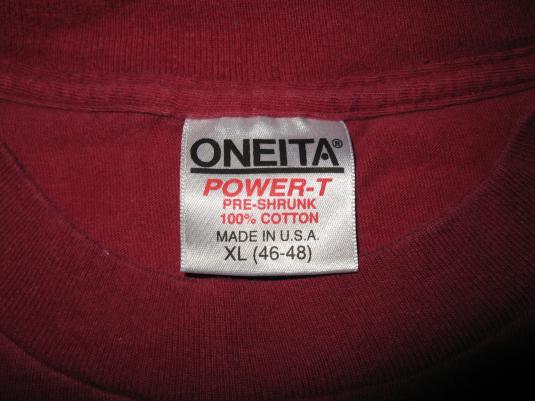 ONEITA®
POWER-T
PRE-SHRUNK
100% COTTON
MADE IN U.S.A.
XL (46-48)